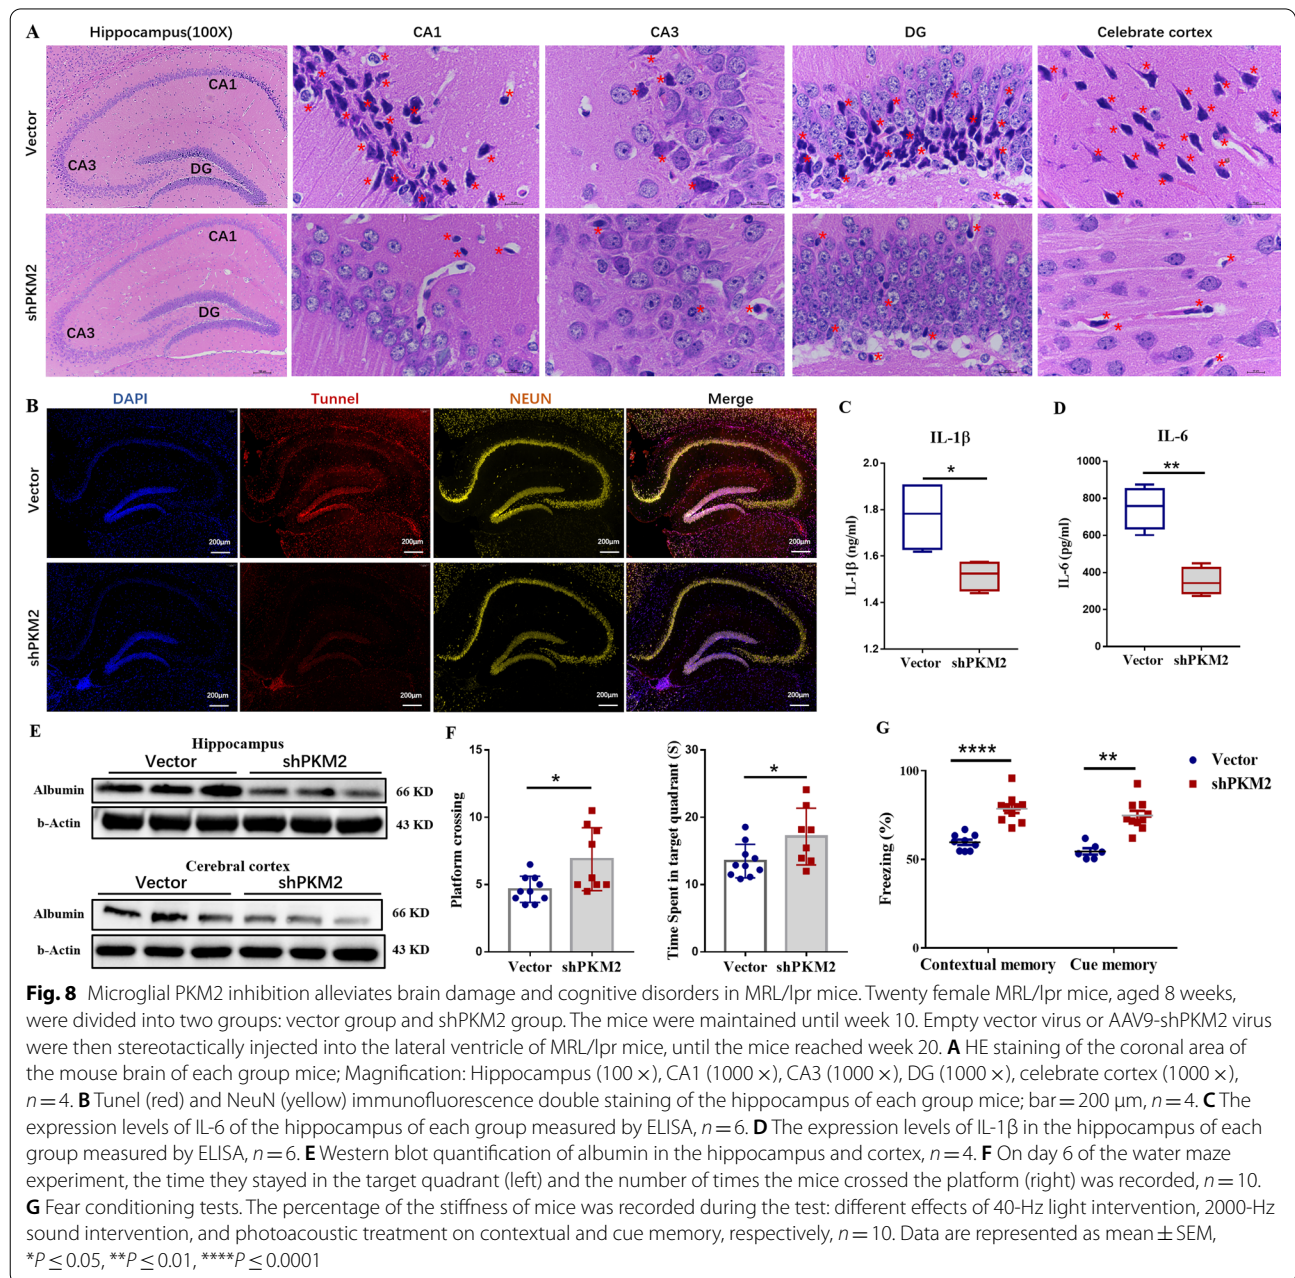 A
Hippocampus(100X)
CA1
CA3
DG
Celebrate cortex
Vector
CA1
CA3
DG
shPKM2
CA1
CA3
DG
B
DAPI
Tunnel
NEUN
Merge
Vector
200μm
200μm
200μm
200μm
shPKM2
200μm
200μm
200μm
200μm
C
IL-1β
IL-1β (ng/ml)
2.0
1.8
1.6
1.4
1.2
*
Vector
shPKM2
D
IL-6
IL-6 (pg/ml)
1000
800
600
400
200
0
**
Vector
shPKM2
E
Hippocampus
Vector
shPKM2
Albumin
66 KD
b-Actin
43 KD
Cerebral cortex
Vector
shPKM2
Albumin
66 KD
b-Actin
43 KD
F
Platform crossing
15
10
5
0
*
Vector
shPKM2
Time Spent in target quadrant (S)
30
20
10
0
*
Vector
shPKM2
G
Freezing (%)
100
50
0
****
**
Vector
shPKM2
Contextual memory
Cue memory
Fig. 8 Microglial PKM2 inhibition alleviates brain damage and cognitive disorders in MRL/lpr mice. Twenty female MRL/lpr mice, aged 8 weeks,
were divided into two groups: vector group and shPKM2 group. The mice were maintained until week 10. Empty vector virus or AAV9-shPKM2 virus
were then stereotactically injected into the lateral ventricle of MRL/lpr mice, until the mice reached week 20. A HE staining of the coronal area of
the mouse brain of each group mice; Magnification: Hippocampus (100 ×), CA1 (1000 ×), CA3 (1000 ×), DG (1000 ×), celebrate cortex (1000 ×),
n = 4. B Tunel (red) and NeuN (yellow) immunofluorescence double staining of the hippocampus of each group mice; bar = 200 μm, n = 4. C The
expression levels of IL-6 of the hippocampus of each group measured by ELISA, n = 6. D The expression levels of IL-1β in the hippocampus of each
group measured by ELISA, n = 6. E Western blot quantification of albumin in the hippocampus and cortex, n = 4. F On day 6 of the water maze
experiment, the time they stayed in the target quadrant (left) and the number of times the mice crossed the platform (right) was recorded, n = 10.
G Fear conditioning tests. The percentage of the stiffness of mice was recorded during the test: different effects of 40-Hz light intervention, 2000-Hz
sound intervention, and photoacoustic treatment on contextual and cue memory, respectively, n = 10. Data are represented as mean ± SEM,
*P ≤ 0.05, **P ≤ 0.01, ****P ≤ 0.0001